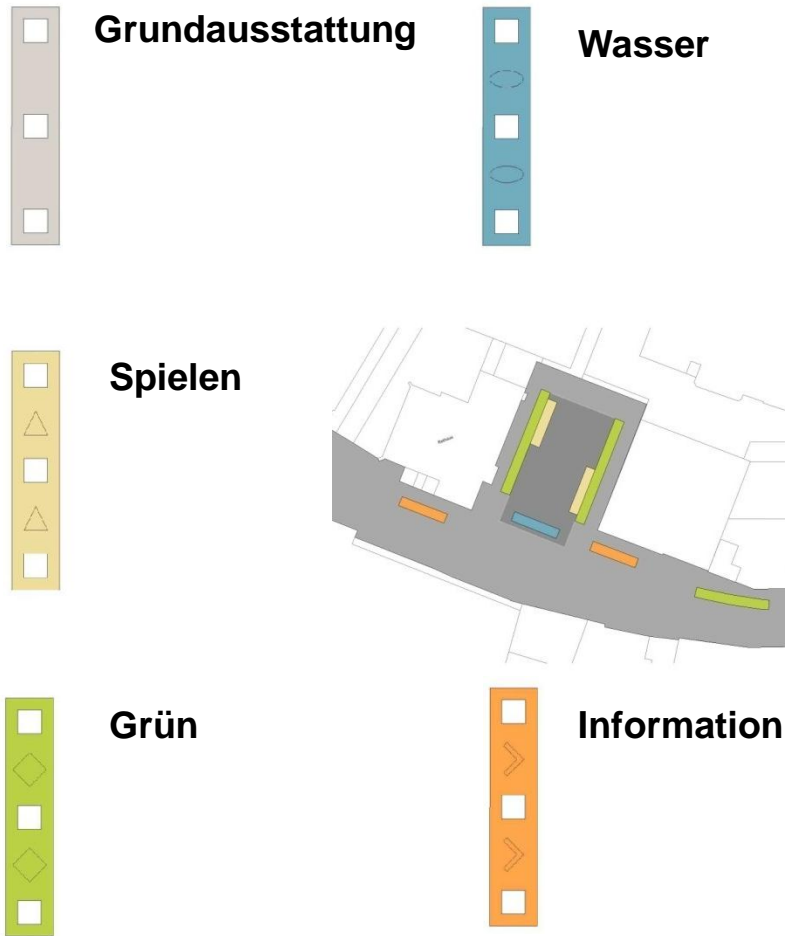 Grundausstattung
Wasser
Spielen
Grün
Information